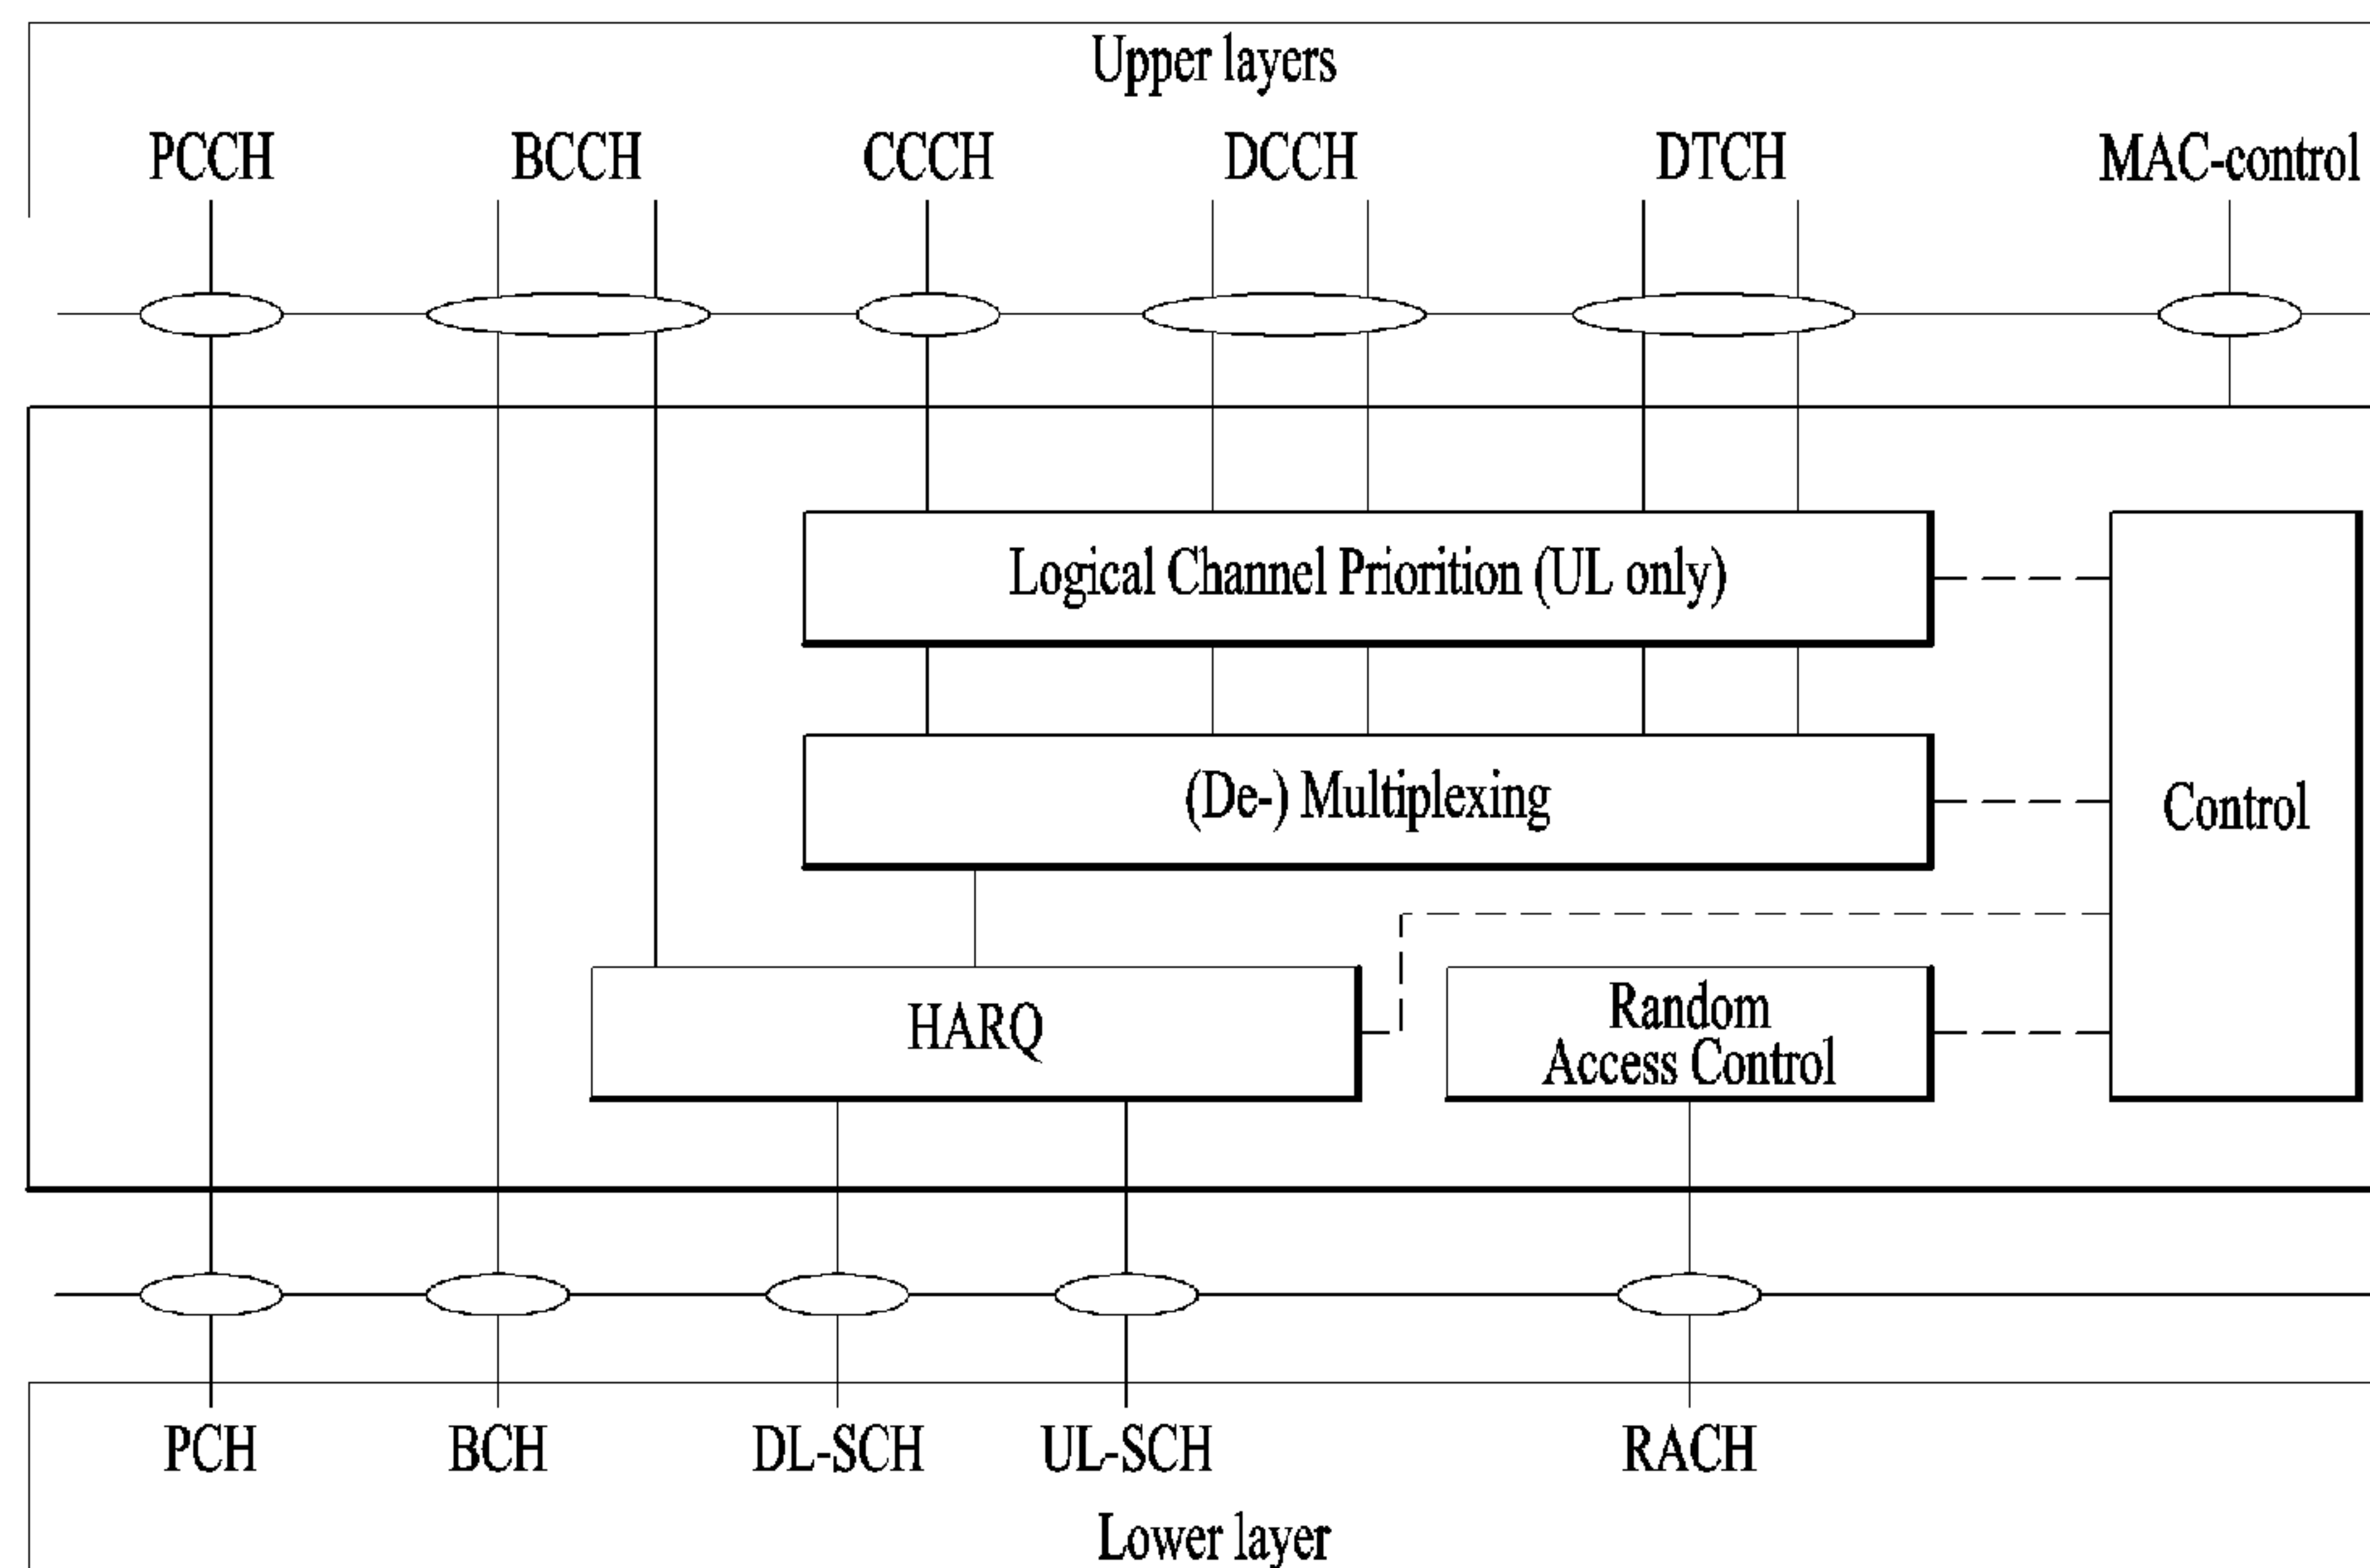 Upper layers
PCCH BCCH CCCH DCCH DTCH MAC-control
Logical Channel Priorition (UL only)
(De-) Multiplexing
Control
HARQ
Random
Access Control
PCH BCH DL-SCH UL-SCH RACH
Lower layer